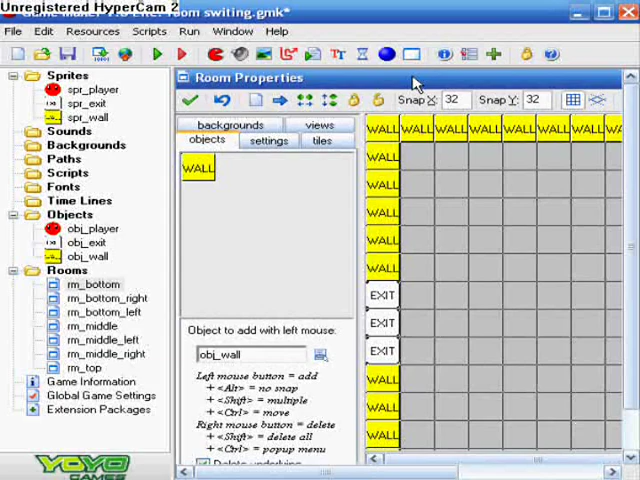 Unregistered HyperCam 2
room switing.gmk*
File Edit Resources Scripts Run Window Help
Sprites
spr_player
spr_exit
spr_wall
Sounds
Backgrounds
Paths
Scripts
Fonts
Time Lines
Objects
obj_player
obj_exit
obj_wall
Rooms
rm_bottom
rm_bottom_right
rm_bottom_left
rm_middle
rm_middle_left
rm_middle_right
rm_top
Game Information
Global Game Settings
Extension Packages
YOYO
GAMES
Room Properties
Snap X: 32 Snap Y: 32
backgrounds views
objects settings tiles
WALL
Object to add with left mouse:
obj_wall
Left mouse button = add
+ <Alt> = no snap
+ <Shift> = multiple
+ <Ctrl> = move
Right mouse button = delete
+ <Shift> = delete all
+ <Ctrl> = popup menu
Delete underlying
WALL WALL WALL WALL WALL WALL WALL
WALL
WALL
WALL
WALL
WALL
EXIT
EXIT
EXIT
WALL
WALL
WALL